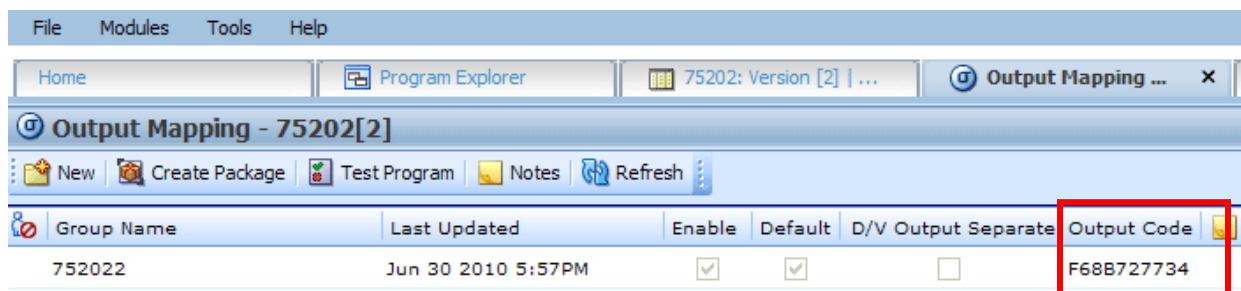 File Modules Tools Help
Home Program Explorer 75202: Version [2] | ... Output Mapping ... x
Output Mapping - 75202[2]
New Create Package Test Program Notes Refresh
Group Name Last Updated Enable Default D/V Output Separate Output Code
752022 Jun 30 2010 5:57PM F68B727734